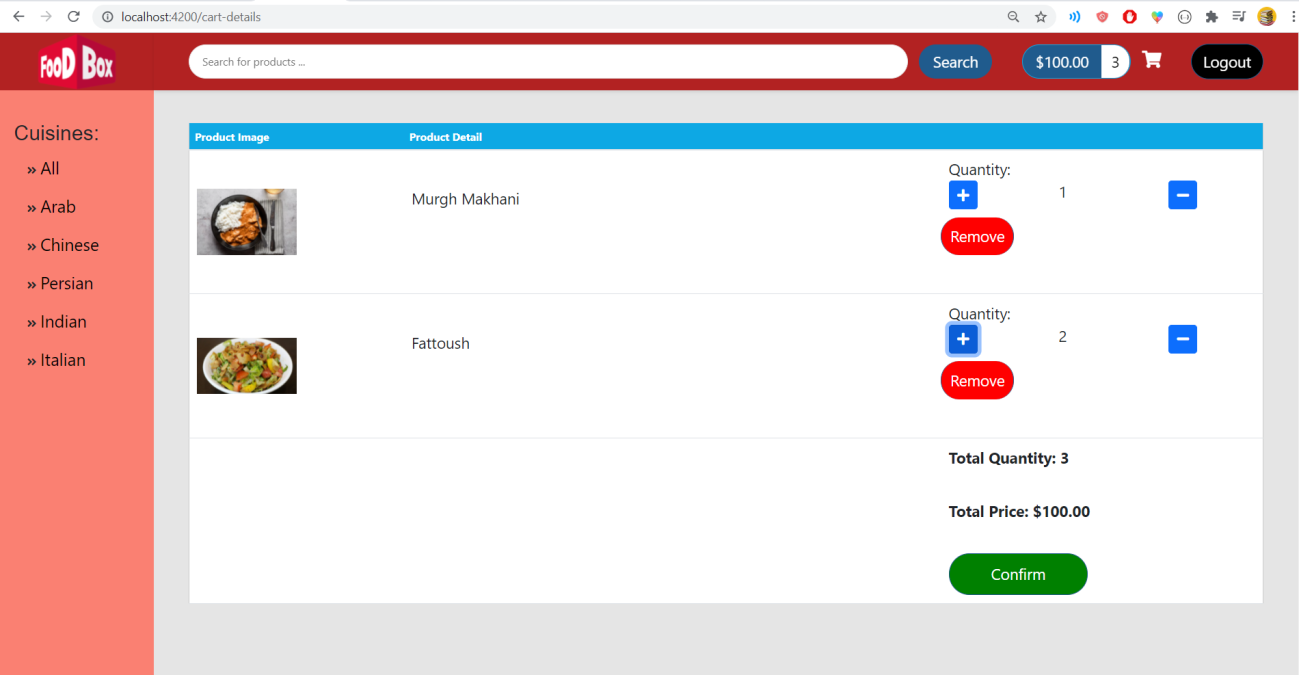 localhost:4200/cart-details
FooD Box
Search for products ...
Search
$100.00 3
Logout
Cuisines:
» All
» Arab
» Chinese
» Persian
» Indian
» Italian
Product Image Product Detail
Murgh Makhani
Quantity:
+ 1 −
Remove
Fattoush
Quantity:
+ 2 −
Remove
Total Quantity: 3
Total Price: $100.00
Confirm